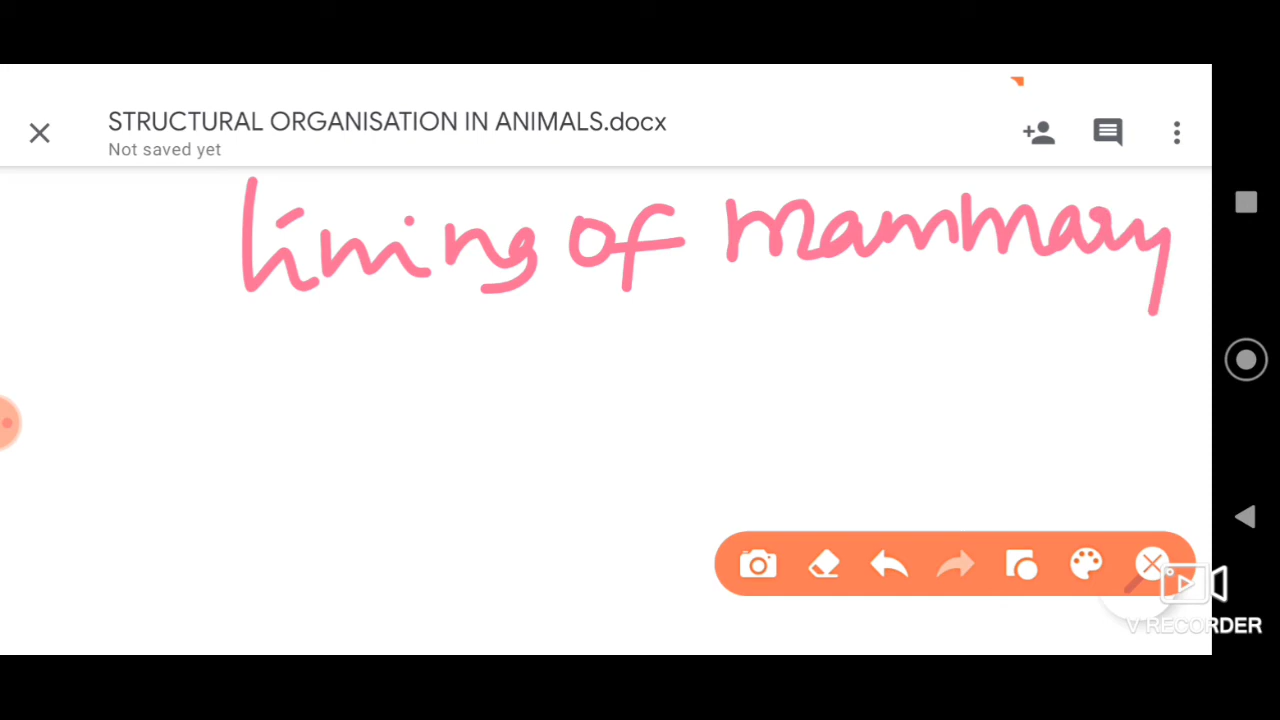 STRUCTURAL ORGANISATION IN ANIMALS.docx
Not saved yet
lining of mammary
V RECORDER